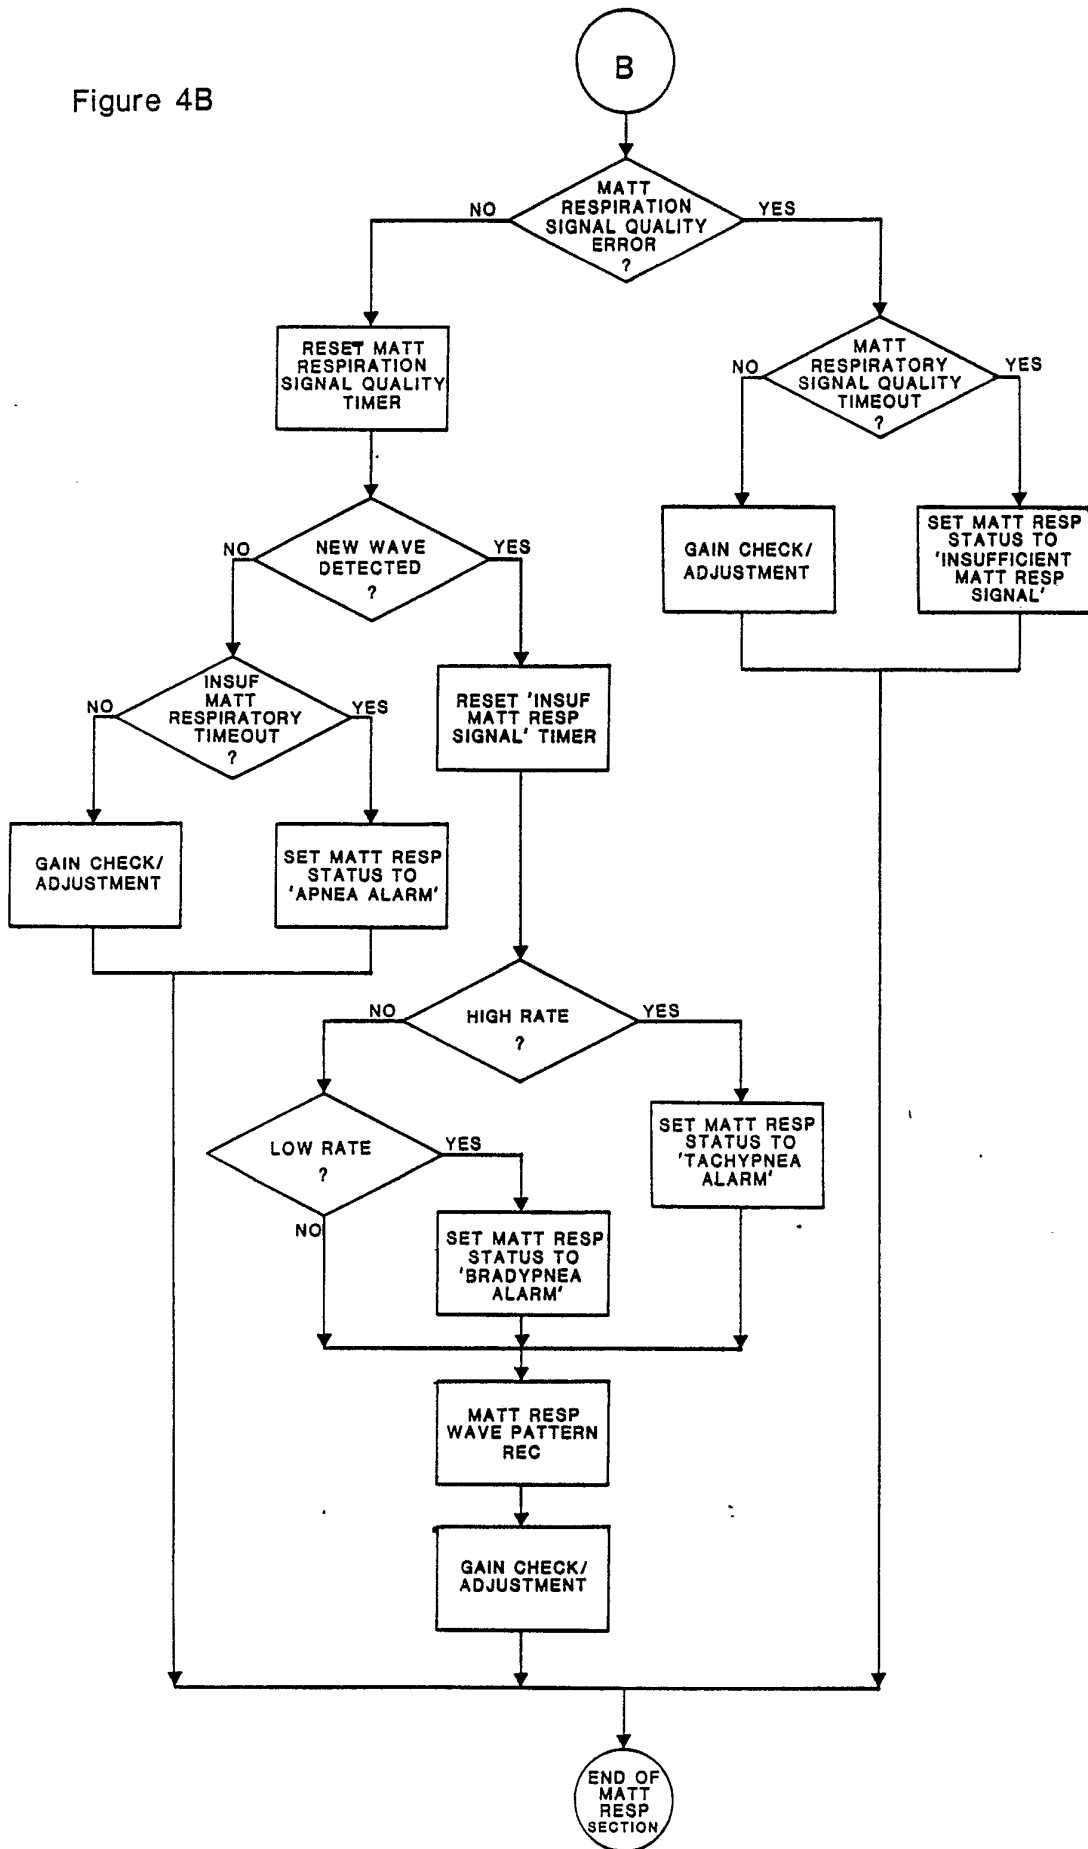 Figure 4B
B
MATT
RESPIRATION
SIGNAL QUALITY
ERROR
?
NO
YES
RESET MATT
RESPIRATION
SIGNAL QUALITY
TIMER
MATT
RESPIRATORY
SIGNAL QUALITY
TIMEOUT
?
NO
YES
GAIN CHECK/
ADJUSTMENT
SET MATT RESP
STATUS TO
'INSUFFICIENT
MATT RESP
SIGNAL'
NEW WAVE
DETECTED
?
NO
YES
INSUF
MATT
RESPIRATORY
TIMEOUT
?
NO
YES
RESET 'INSUF
MATT RESP
SIGNAL' TIMER
GAIN CHECK/
ADJUSTMENT
SET MATT RESP
STATUS TO
'APNEA ALARM'
HIGH RATE
?
NO
YES
LOW RATE
?
YES
NO
SET MATT RESP
STATUS TO
'TACHYPNEA
ALARM'
SET MATT RESP
STATUS TO
'BRADYPNEA
ALARM'
MATT RESP
WAVE PATTERN
REC
GAIN CHECK/
ADJUSTMENT
END OF
MATT
RESP
SECTION